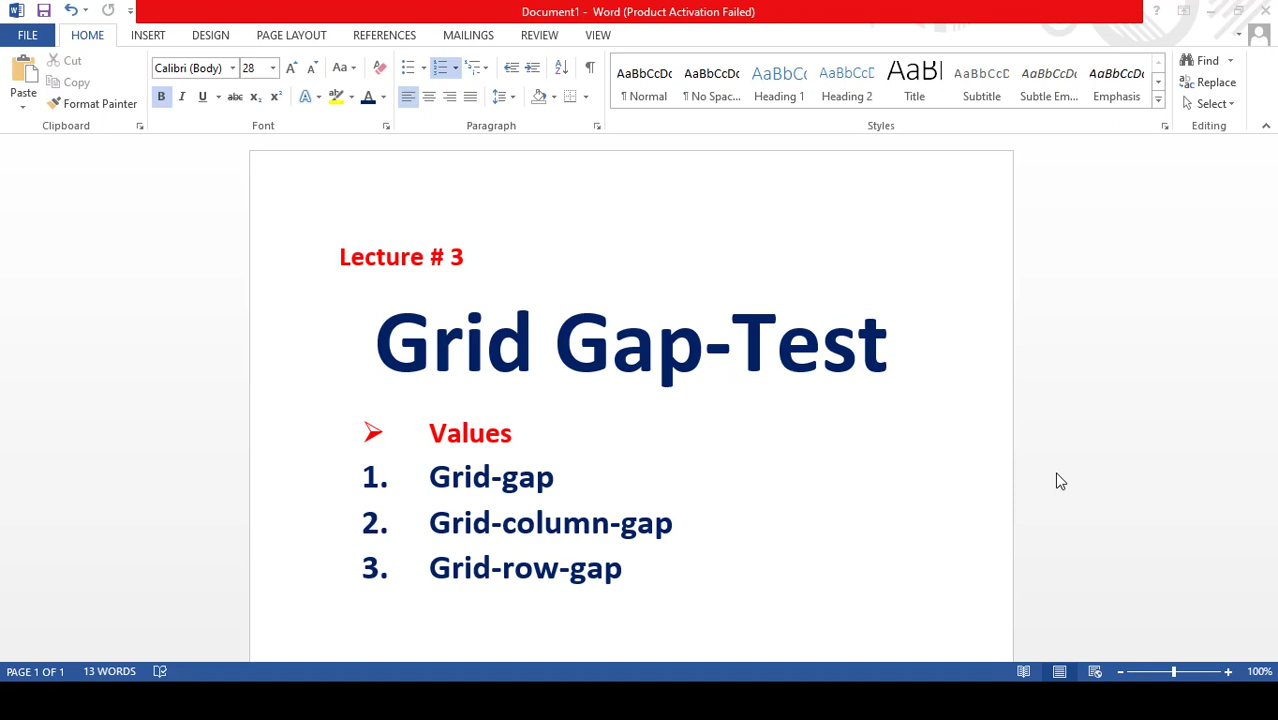 Document1 - Word (Product Activation Failed)
FILE HOME INSERT DESIGN PAGE LAYOUT REFERENCES MAILINGS REVIEW VIEW
Paste
Cut
Copy
Format Painter
Clipboard
Calibri (Body) 28
Font
Paragraph
AaBbCcDc AaBbCcDc AaBbCc AaBbCcC AaBl AaBbCcD AaBbCcDc AaBbCcDc
¶ Normal ¶ No Spac... Heading 1 Heading 2 Title Subtitle Subtle Em... Emphasis
Styles
Find
Replace
Select
Editing
Lecture # 3
Grid Gap-Test
Values
1. Grid-gap
2. Grid-column-gap
3. Grid-row-gap
PAGE 1 OF 1 13 WORDS 100%